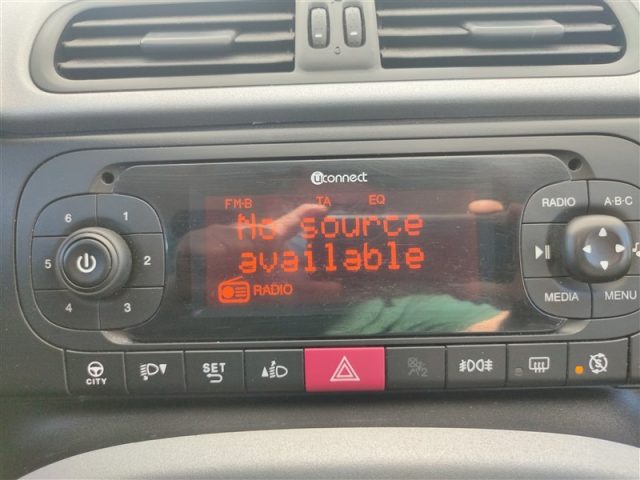 uconnect
FM-B TA EQ
No source
available
RADIO
6 1
5 2
4 3
RADIO A·B·C
MEDIA MENU
CITY
SET